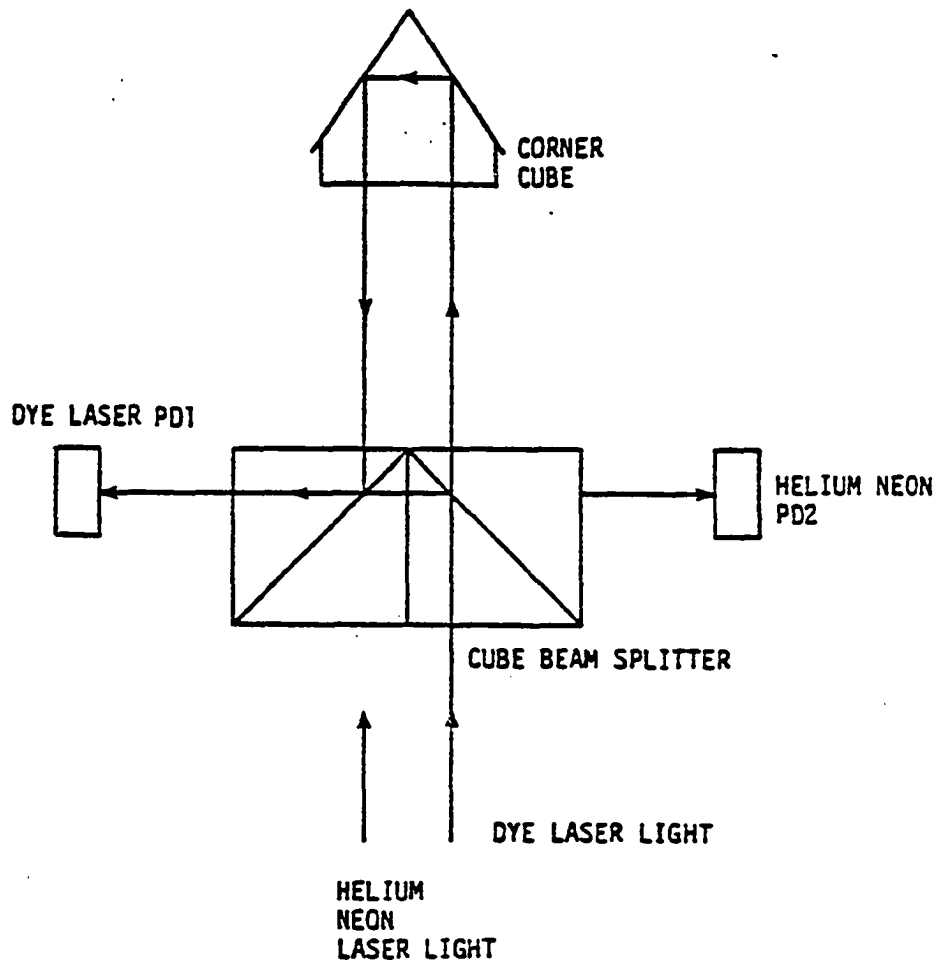 CORNER
CUBE
DYE LASER PD1
HELIUM NEON
PD2
CUBE BEAM SPLITTER
DYE LASER LIGHT
HELIUM
NEON
LASER LIGHT